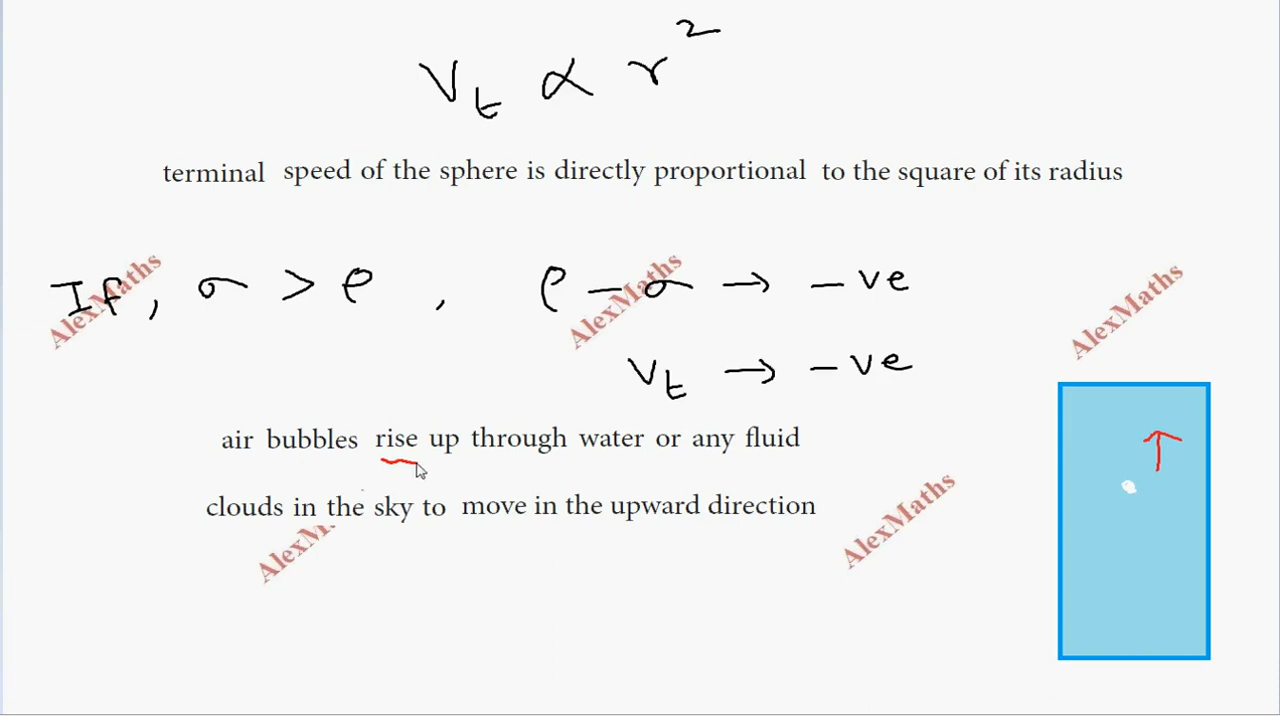 V_t ∝ r²
terminal speed of the sphere is directly proportional to the square of its radius
If, σ > ρ , ρ – σ → –ve
V_t → –ve
air bubbles rise up through water or any fluid
clouds in the sky to move in the upward direction
AlexMaths
AlexMaths
AlexMaths
AlexM
AlexMaths